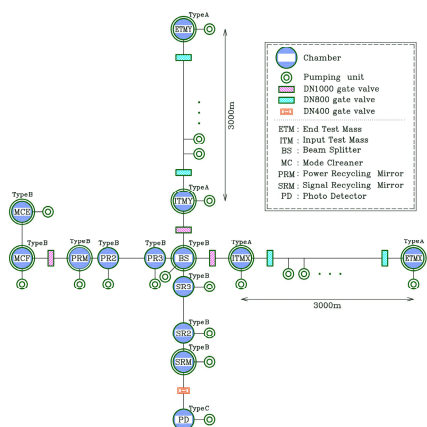 TypeA
ETMY
3000m
TypeA
ITMY
Chamber
Pumping unit
DN1000 gate valve
DN800 gate valve
DN400 gate valve
ETM : End Test Mass
ITM : Input Test Mass
BS : Beam Splitter
MC : Mode Clreaner
PRM : Power Recycling Mirror
SRM : Signal Recycling Mirror
PD : Photo Detector
TypeB
MCE
TypeB
MCF
TypeB
PRM
TypeB
PR2
TypeB
PR3
TypeB
BS
TypeA
ITMX
TypeA
ETMX
3000m
TypeB
SR3
TypeB
SR2
TypeB
SRM
TypeC
PD